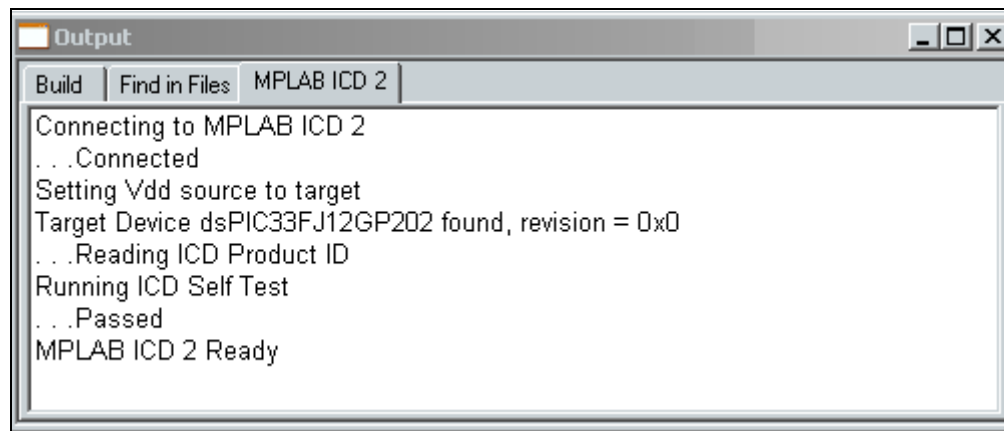 Output
Build Find in Files MPLAB ICD 2
Connecting to MPLAB ICD 2
. . .Connected
Setting Vdd source to target
Target Device dsPIC33FJ12GP202 found, revision = 0x0
. . .Reading ICD Product ID
Running ICD Self Test
. . .Passed
MPLAB ICD 2 Ready